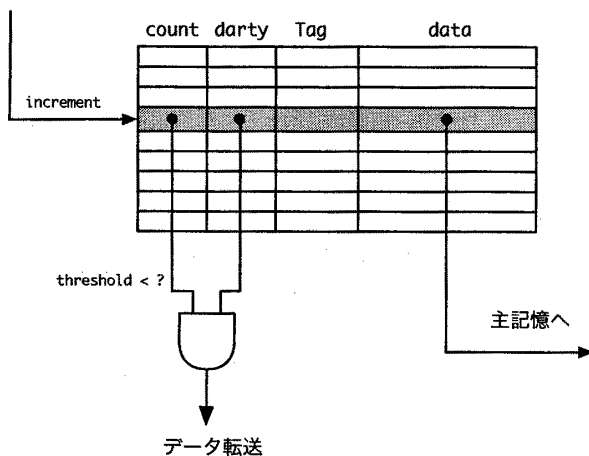 count darty Tag data
increment
threshold < ?
主記憶へ
データ転送